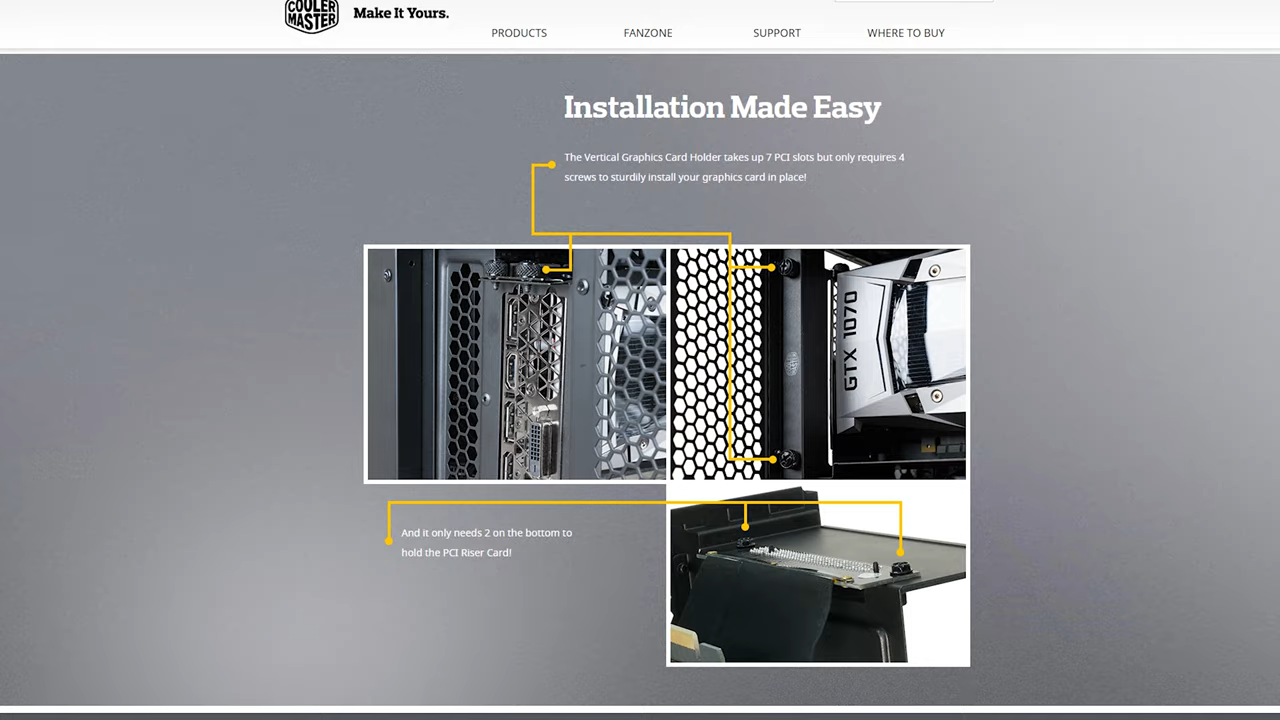 COOLER
MASTER
Make It Yours.
PRODUCTS
FANZONE
SUPPORT
WHERE TO BUY
Installation Made Easy
The Vertical Graphics Card Holder takes up 7 PCI slots but only requires 4
screws to sturdily install your graphics card in place!
GTX 1070
And it only needs 2 on the bottom to
hold the PCI Riser Card!